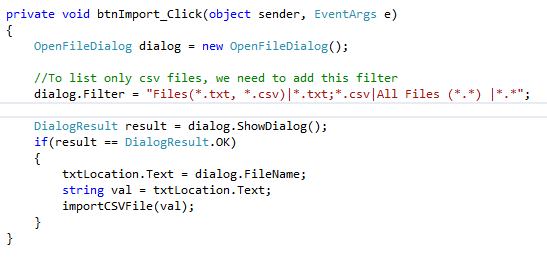 private void btnImport_Click(object sender, EventArgs e)
{
    OpenFileDialog dialog = new OpenFileDialog();
    //To list only csv files, we need to add this filter
    dialog.Filter = "Files(*.txt, *.csv)|*.txt;*.csv|All Files (*.*) |*.*";
    DialogResult result = dialog.ShowDialog();
    if(result == DialogResult.OK)
    {
        txtLocation.Text = dialog.FileName;
        string val = txtLocation.Text;
        importCSVFile(val);
    }
}